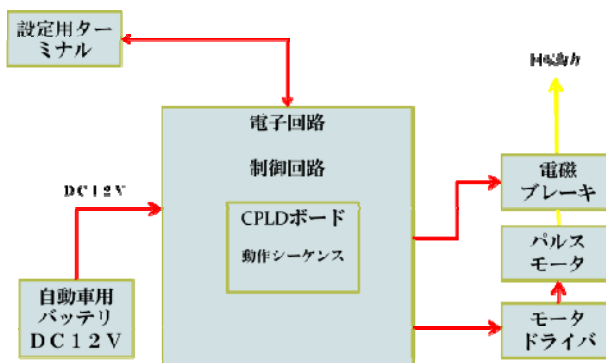 設定用ター
ミナル
電子回路
制御回路
CPLDボード
動作シーケンス
DC12V
自動車用
バッテリ
DC12V
電磁
ブレーキ
パルス
モータ
モータ
ドライバ